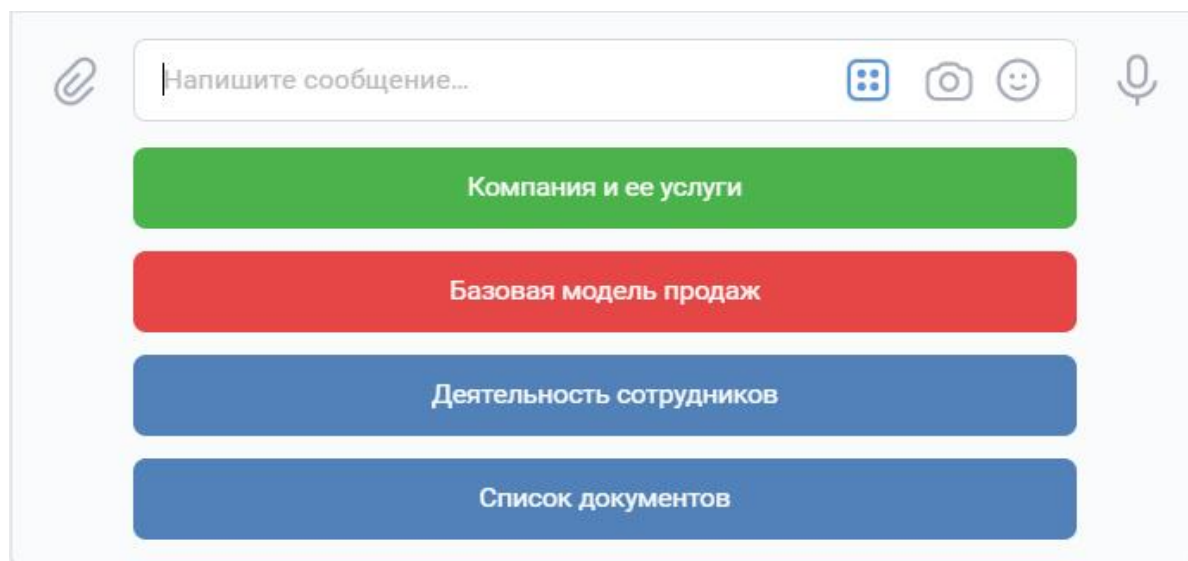 Напишите сообщение...
Компания и ее услуги
Базовая модель продаж
Деятельность сотрудников
Список документов